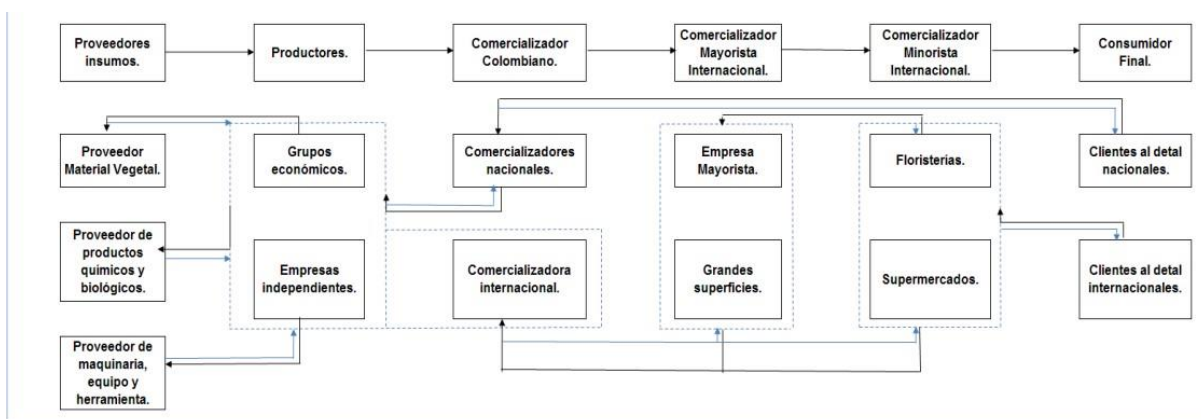 Proveedores
insumos.
Productores.
Comercializador
Colombiano.
Comercializador
Mayorista
Internacional.
Comercializador
Minorista
Internacional.
Consumidor
Final.
Proveedor
Material Vegetal.
Grupos
económicos.
Comercializadores
nacionales.
Empresa
Mayorista.
Floristerías.
Clientes al detal
nacionales.
Proveedor de
productos
químicos y
biológicos.
Empresas
independientes.
Comercializadora
internacional.
Grandes
superficies.
Supermercados.
Clientes al detal
internacionales.
Proveedor de
maquinaria,
equipo y
herramienta.